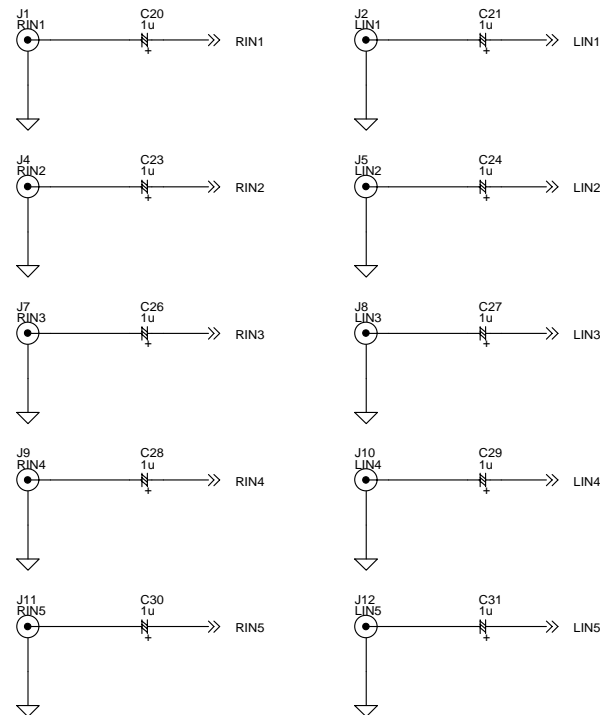 J1
RIN1
C20
1u
+
RIN1
J2
LIN1
C21
1u
+
LIN1
J4
RIN2
C23
1u
+
RIN2
J5
LIN2
C24
1u
+
LIN2
J7
RIN3
C26
1u
+
RIN3
J8
LIN3
C27
1u
+
LIN3
J9
RIN4
C28
1u
+
RIN4
J10
LIN4
C29
1u
+
LIN4
J11
RIN5
C30
1u
+
RIN5
J12
LIN5
C31
1u
+
LIN5